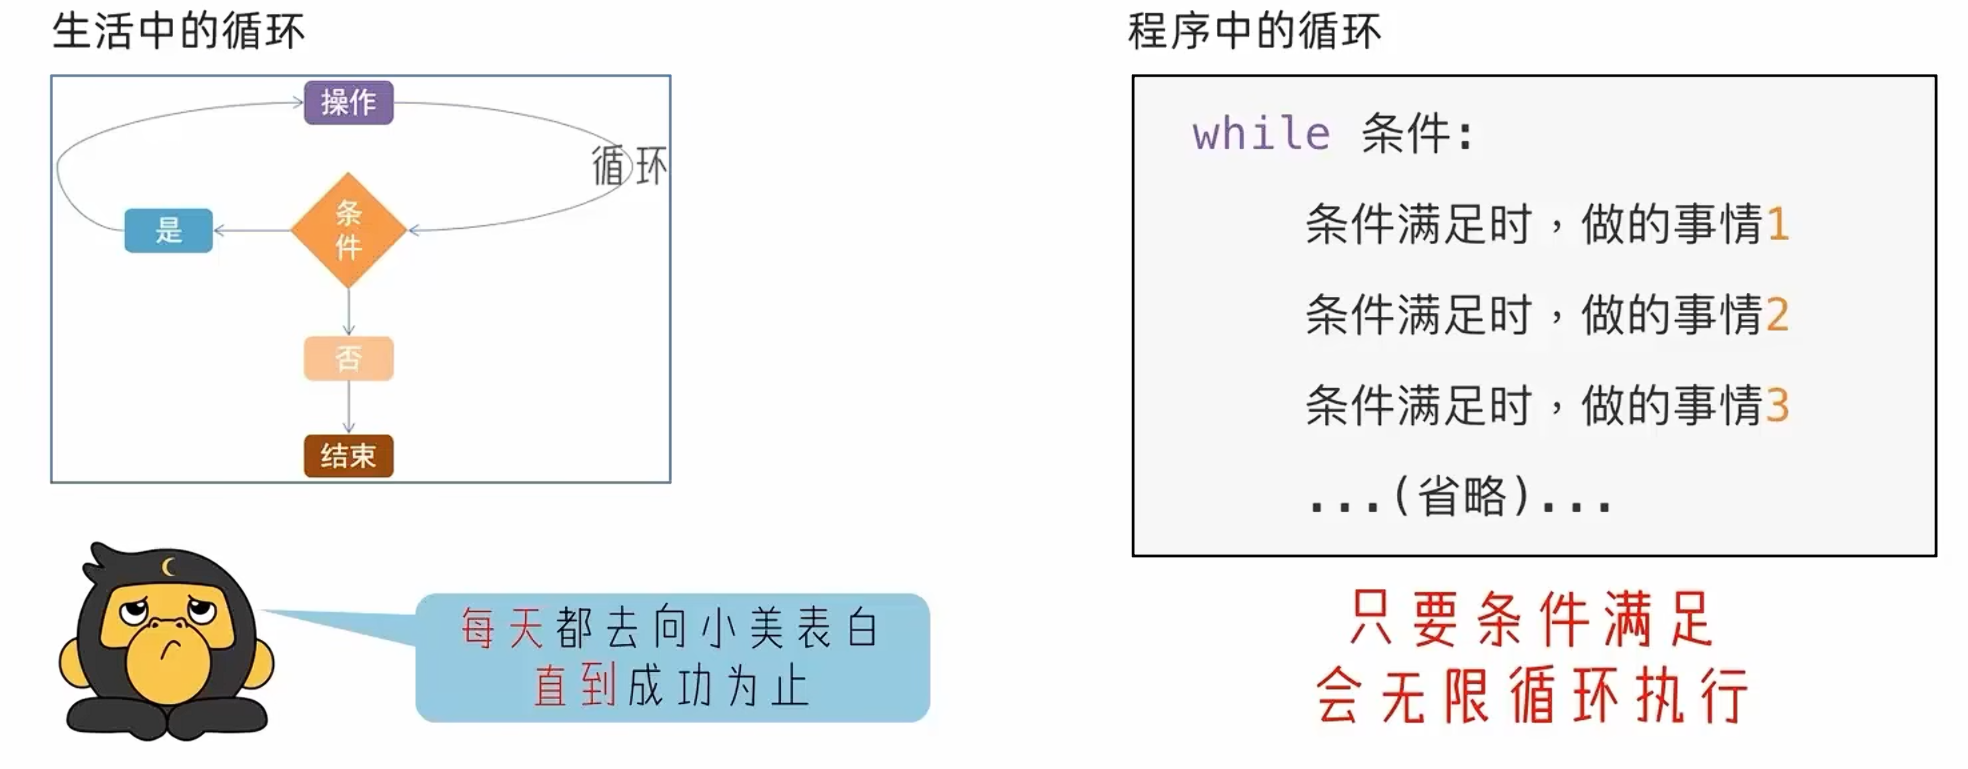 生活中的循环
操作
循环
条
件
是
否
结束
每天都去向小美表白
直到成功为止
程序中的循环
while 条件:
条件满足时，做的事情1
条件满足时，做的事情2
条件满足时，做的事情3
...(省略)...
只要条件满足
会无限循环执行